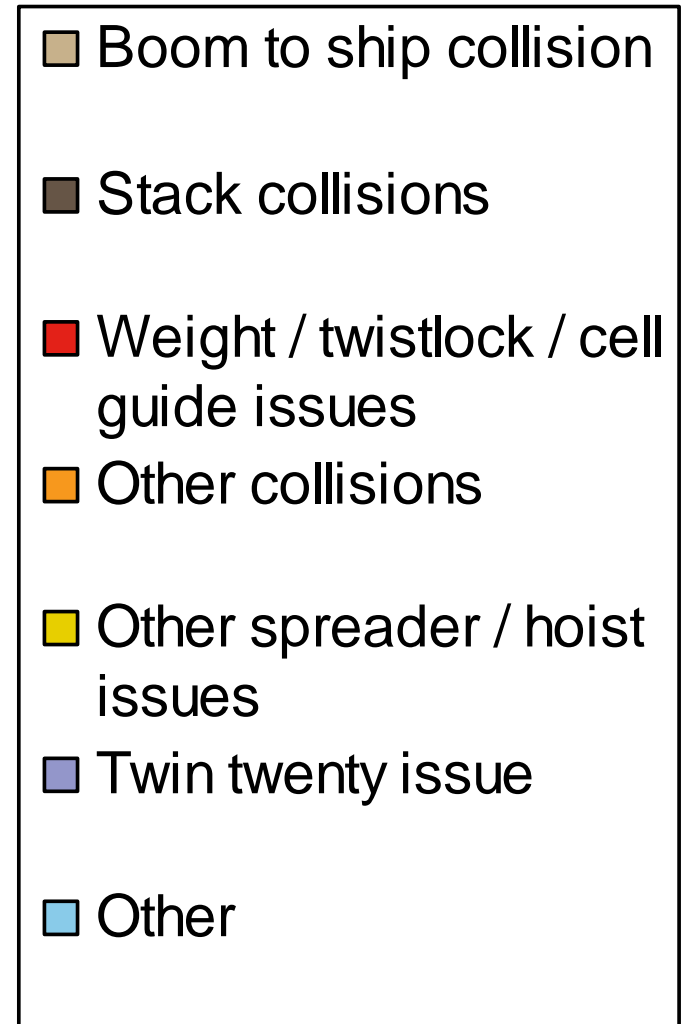 Boom to ship collision
Stack collisions
Weight / twistlock / cell
guide issues
Other collisions
Other spreader / hoist
issues
Twin twenty issue
Other